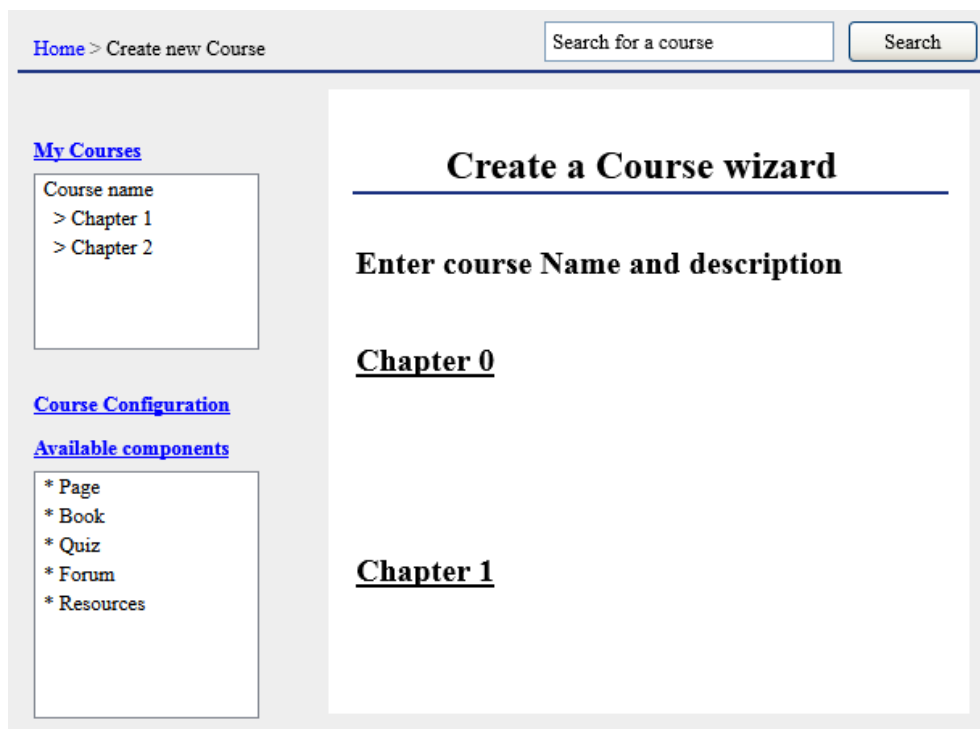 Home > Create new Course
Search for a course
Search
My Courses
Course name
> Chapter 1
> Chapter 2
Course Configuration
Available components
* Page
* Book
* Quiz
* Forum
* Resources
Create a Course wizard
Enter course Name and description
Chapter 0
Chapter 1